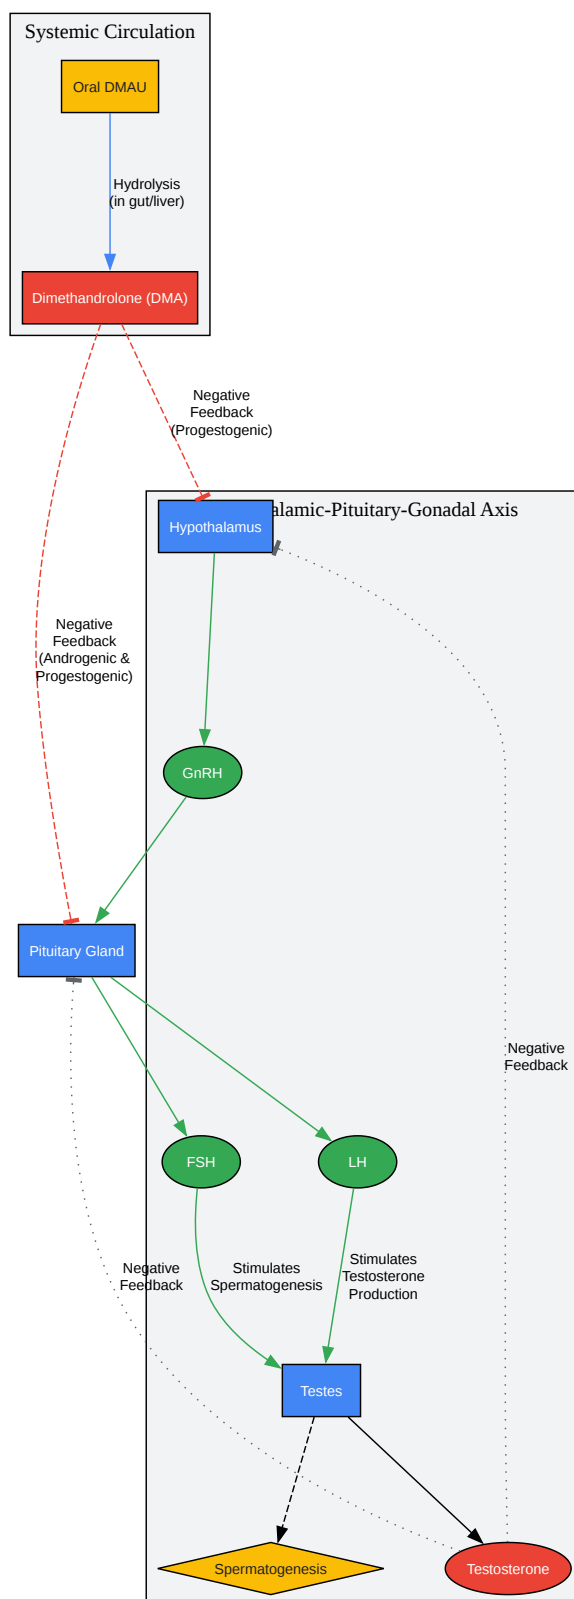 Systemic Circulation
Oral DMAU
Hydrolysis
(in gut/liver)
Dimethandrolone (DMA)
Negative
Feedback
(Progestogenic)
alamic-Pituitary-Gonadal Axis
Hypothalamus
Negative
Feedback
(Androgenic &
Progestogenic)
GnRH
Pituitary Gland
Negative
Feedback
FSH
LH
Negative
Feedback
Stimulates
Spermatogenesis
Stimulates
Testosterone
Production
Testes
Spermatogenesis
Testosterone